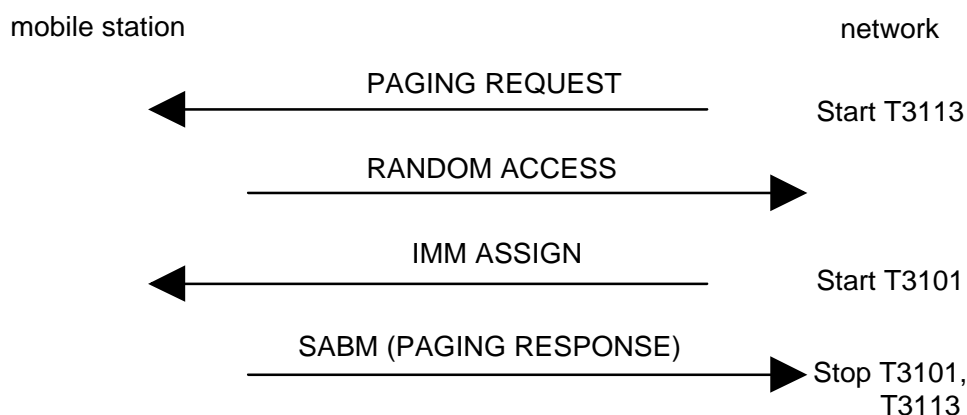 mobile station
network
PAGING REQUEST
Start T3113
RANDOM ACCESS
IMM ASSIGN
Start T3101
SABM (PAGING RESPONSE)
Stop T3101,
T3113